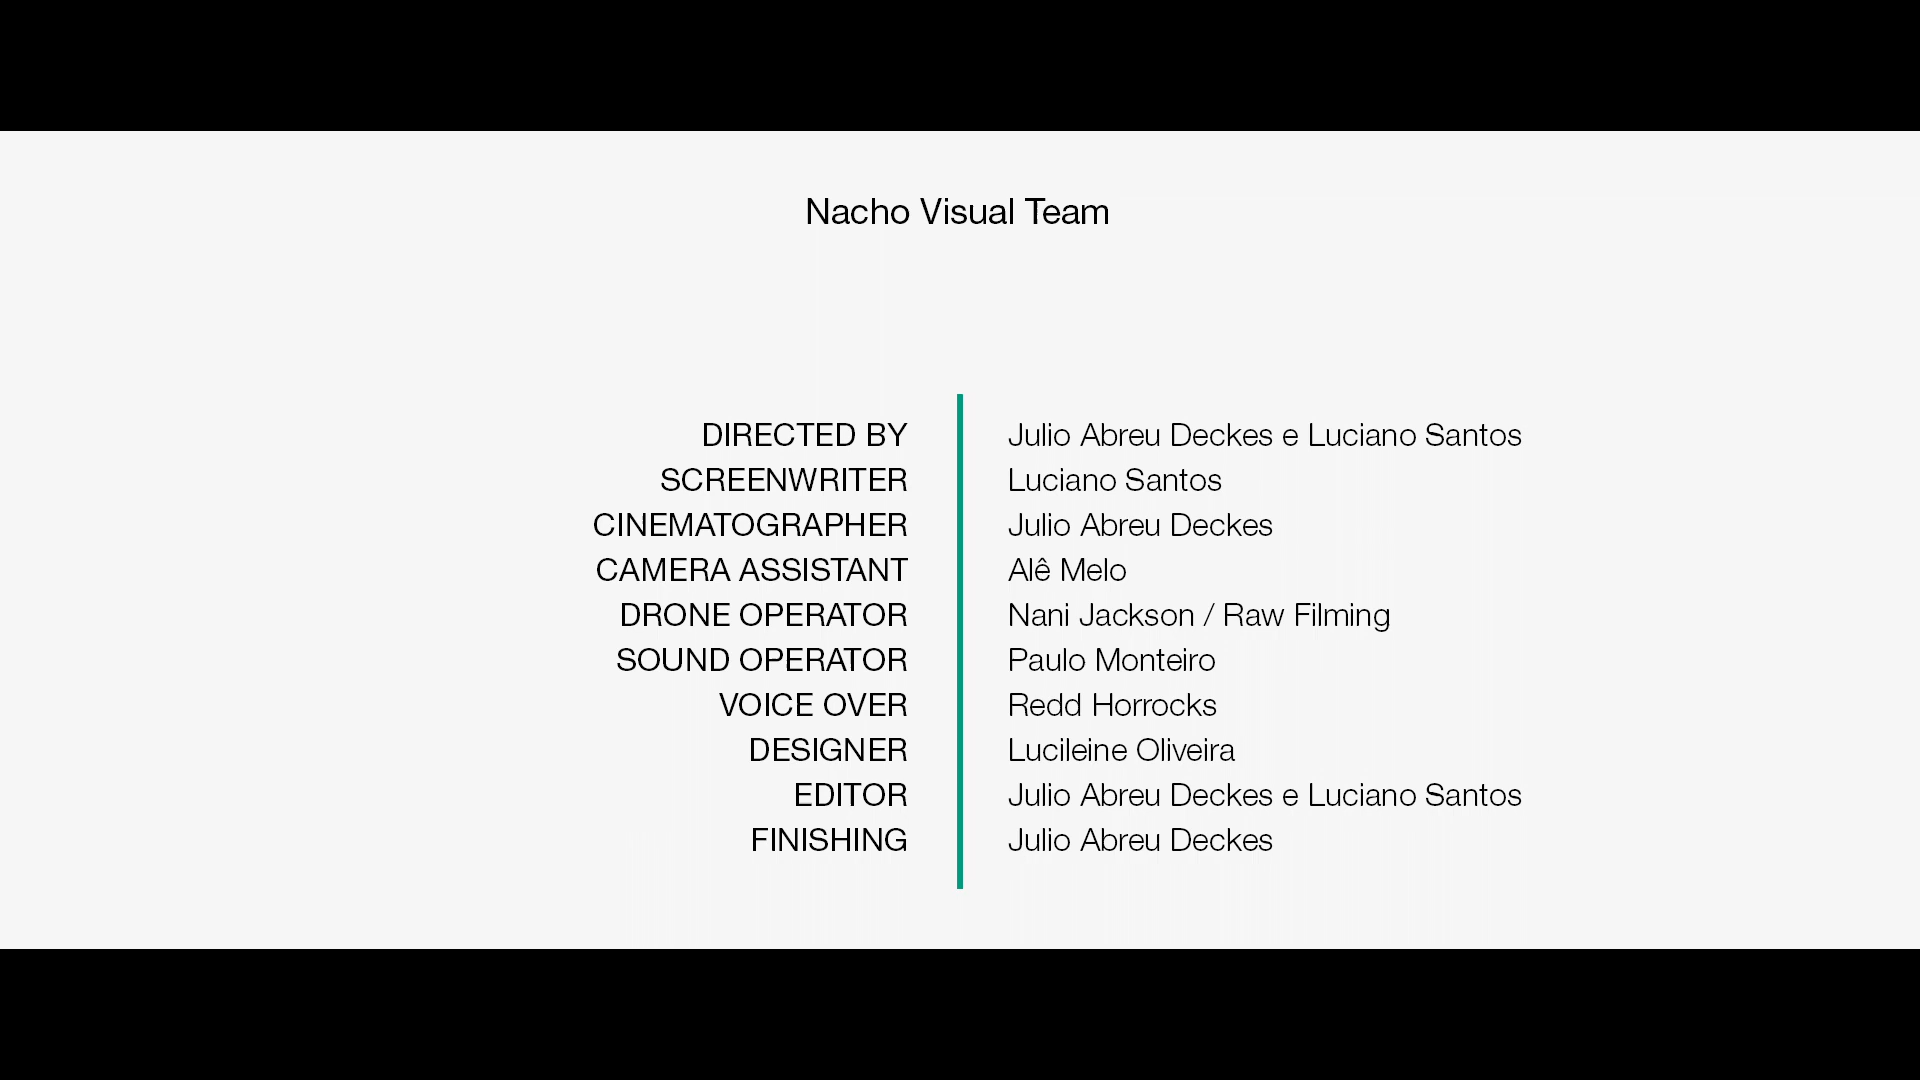 Nacho Visual Team
DIRECTED BY Julio Abreu Deckes e Luciano Santos
SCREENWRITER Luciano Santos
CINEMATOGRAPHER Julio Abreu Deckes
CAMERA ASSISTANT Alê Melo
DRONE OPERATOR Nani Jackson / Raw Filming
SOUND OPERATOR Paulo Monteiro
VOICE OVER Redd Horrocks
DESIGNER Lucileine Oliveira
EDITOR Julio Abreu Deckes e Luciano Santos
FINISHING Julio Abreu Deckes